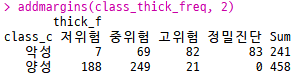 > addmargins(class_thick_freq, 2)
thick_f
class_c 저위험 중위험 고위험 정밀진단 Sum
악성 7 69 82 83 241
양성 188 249 21 0 458